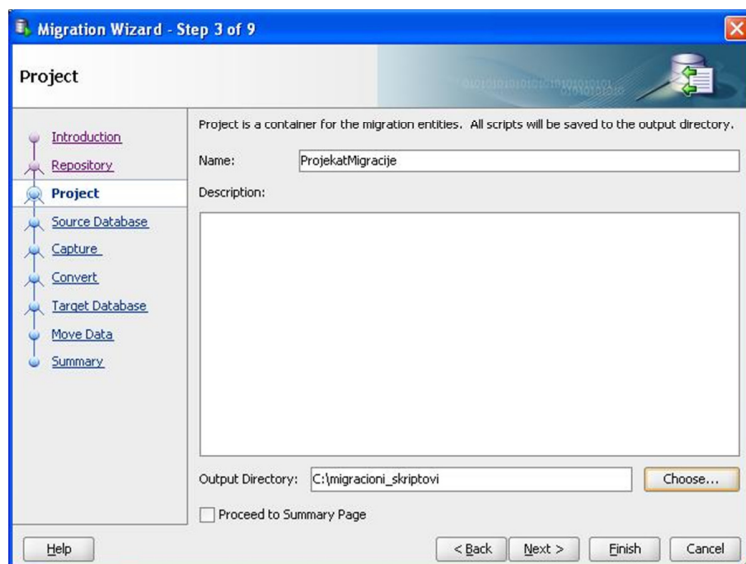 Migration Wizard - Step 3 of 9
Project
Introduction
Repository
Project
Source Database
Capture
Convert
Target Database
Move Data
Summary
Project is a container for the migration entities. All scripts will be saved to the output directory.
Name: ProjekatMigracije
Description:
Output Directory: C:\migracioni_skriptovi Choose...
Proceed to Summary Page
Help < Back Next > Finish Cancel